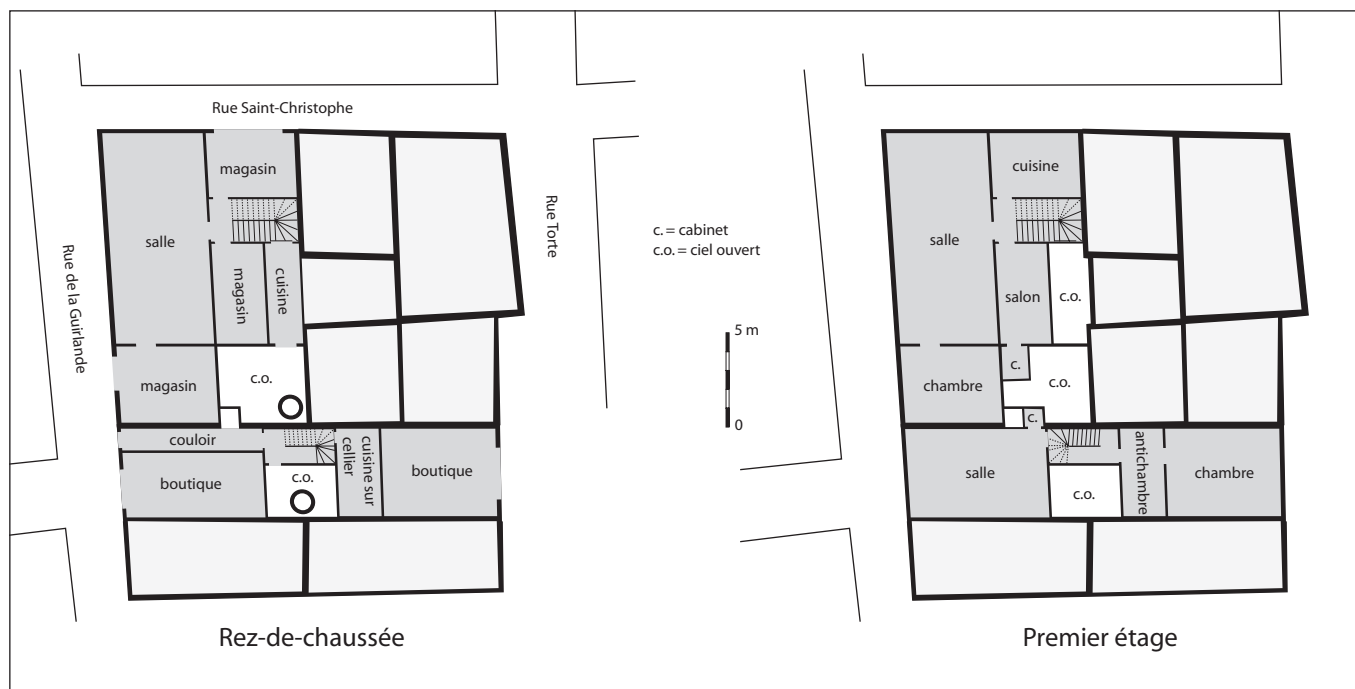 Rue Saint-Christophe
magasin
salle
magasin
cuisine
Rue de la Guirlande
Rue Torte
magasin
c.o.
couloir
boutique
c.o.
cuisine sur
cellier
boutique
Rez-de-chaussée
c. = cabinet
c.o. = ciel ouvert
5 m
0
cuisine
salle
salon
c.o.
c.
chambre
c.o.
c.
salle
c.o.
antichambre
chambre
Premier étage